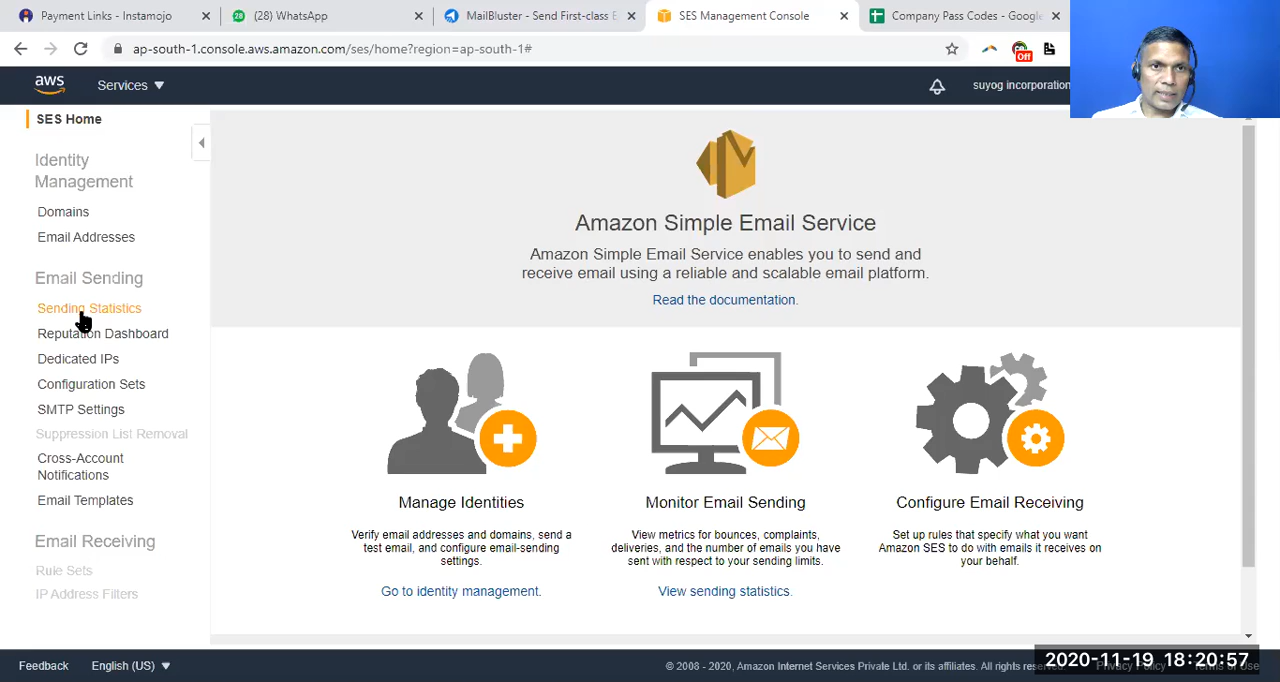 Payment Links - Instamojo
(28) WhatsApp
MailBluster - Send First-class E
SES Management Console
Company Pass Codes - Google
28
ap-south-1.console.aws.amazon.com/ses/home?region=ap-south-1#
Off
aws
Services
suyog incorporation
SES Home
Identity
Management
Domains
Email Addresses
Email Sending
Sending Statistics
Reputation Dashboard
Dedicated IPs
Configuration Sets
SMTP Settings
Suppression List Removal
Cross-Account
Notifications
Email Templates
Email Receiving
Rule Sets
IP Address Filters
Amazon Simple Email Service
Amazon Simple Email Service enables you to send and
receive email using a reliable and scalable email platform.
Read the documentation.
Manage Identities
Verify email addresses and domains, send a
test email, and configure email-sending
settings.
Go to identity management.
Monitor Email Sending
View metrics for bounces, complaints,
deliveries, and the number of emails you have
sent with respect to your sending limits.
View sending statistics.
Configure Email Receiving
Set up rules that specify what you want
Amazon SES to do with emails it receives on
your behalf.
Feedback
English (US)
© 2008 - 2020, Amazon Internet Services Private Ltd. or its affiliates. All rights reserved.
Privacy Policy
Terms of Use
2020-11-19 18:20:57